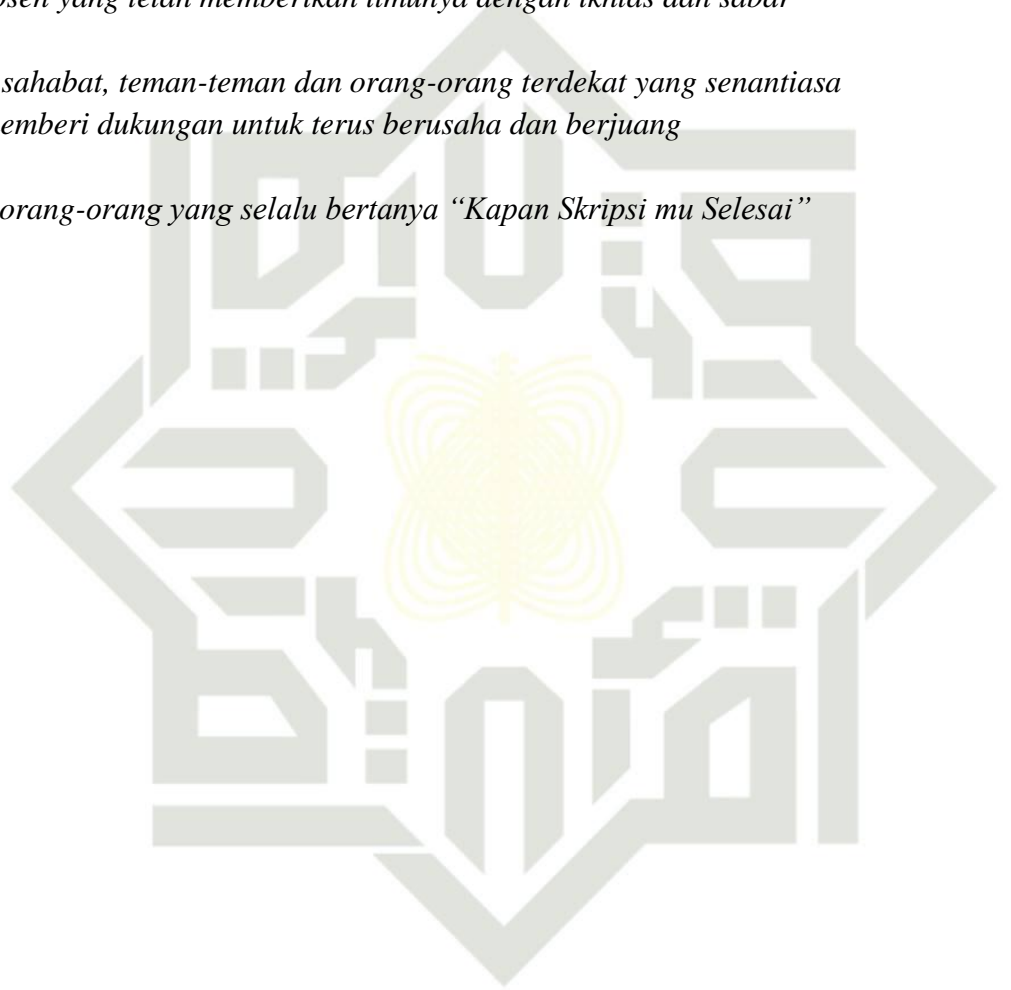 yang telah memberikan ilmunya dengan ikhlas dan sabar
sahabat, teman-teman dan orang-orang terdekat yang senantiasa
emberi dukungan untuk terus berusaha dan berjuang
orang-orang yang selalu bertanya “Kapan Skripsi mu Selesai”